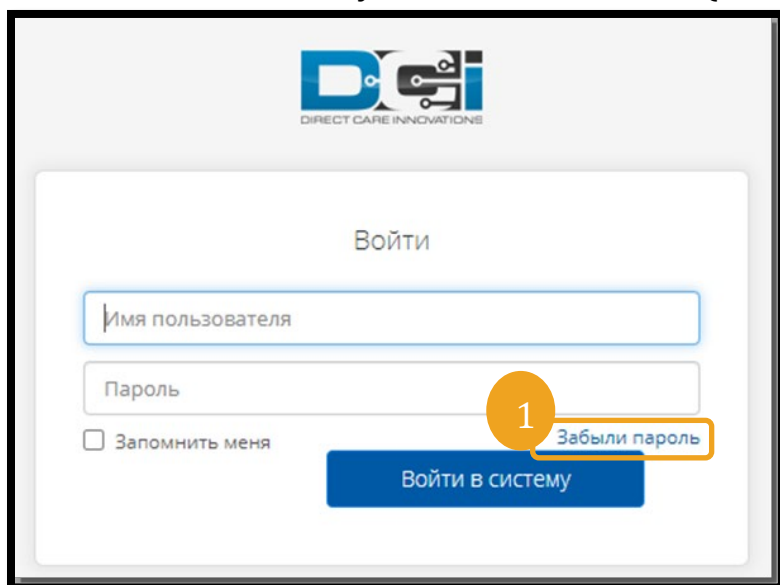 DCI
DIRECT CARE INNOVATIONS
Войти
Имя пользователя
Пароль
1
Запомнить меня
Забыли пароль
Войти в систему